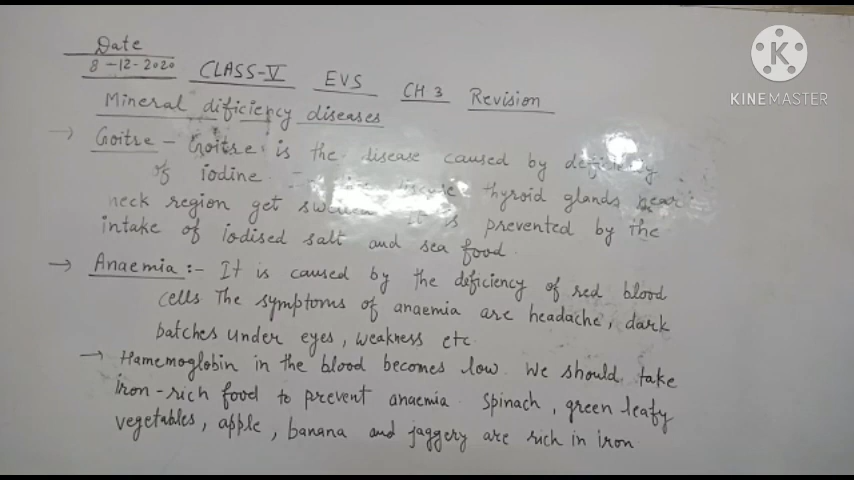 Date
8-12-2020 CLASS-V EVS CH 3 Revision
Mineral dificiency diseases
→ Goitre - Goitre is the disease caused by deficiency
of iodine. thyroid glands near
neck region get It is prevented by the
intake of iodised salt and sea food.
→ Anaemia :- It is caused by the deficiency of red blood
cells The symptoms of anaemia are headache, dark
patches under eyes, weakness etc
→ Hamemoglobin in the blood becomes low. We should take
iron-rich food to prevent anaemia. Spinach, green leafy
vegetables, apple, banana and jaggery are rich in iron
KINEMASTER